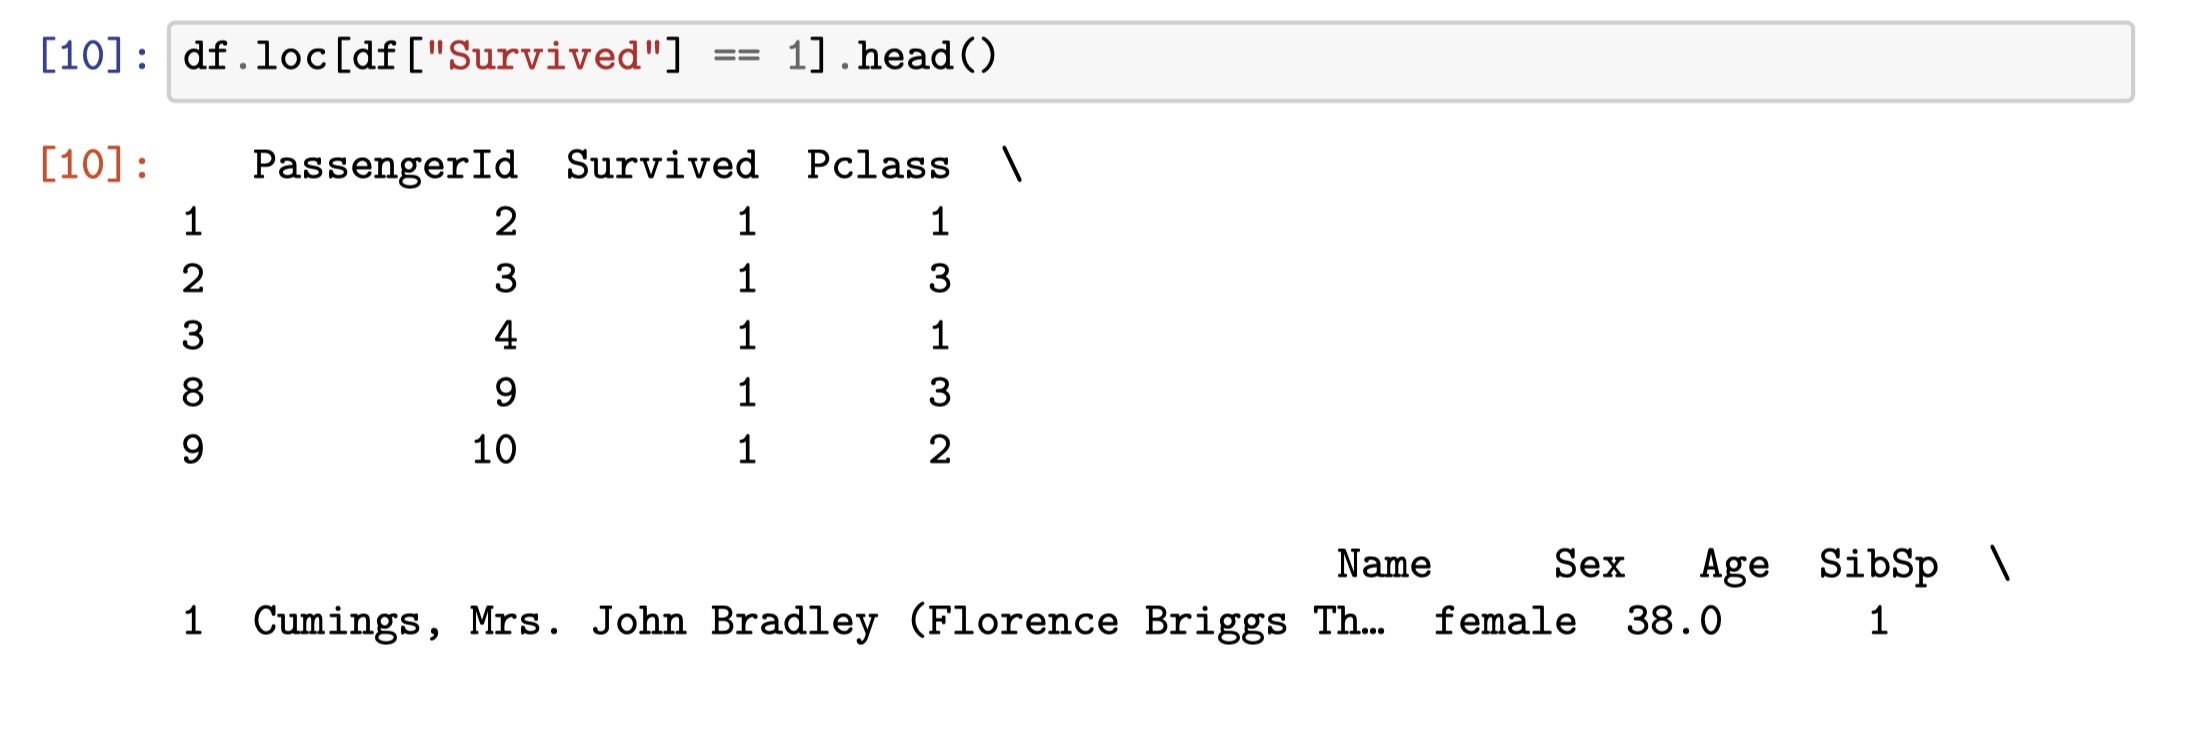 [10]: df.loc[df["Survived"] == 1].head()
[10]: PassengerId Survived Pclass \
1 2 1 1
2 3 1 3
3 4 1 1
8 9 1 3
9 10 1 2
Name Sex Age SibSp \
1 Cumings, Mrs. John Bradley (Florence Briggs Th… female 38.0 1